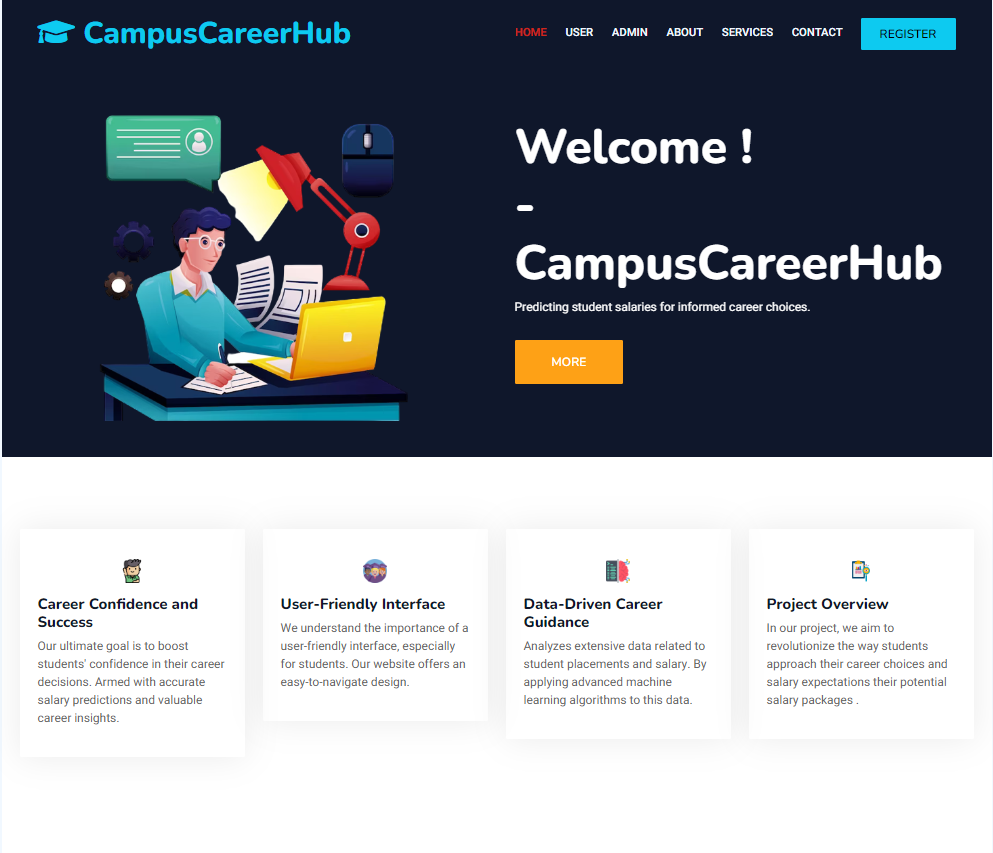 CampusCareerHub
HOME USER ADMIN ABOUT SERVICES CONTACT REGISTER
Welcome !
-
CampusCareerHub
Predicting student salaries for informed career choices.
MORE
Career Confidence and
Success
Our ultimate goal is to boost
students' confidence in their career
decisions. Armed with accurate
salary predictions and valuable
career insights.
User-Friendly Interface
We understand the importance of a
user-friendly interface, especially
for students. Our website offers an
easy-to-navigate design.
Data-Driven Career
Guidance
Analyzes extensive data related to
student placements and salary. By
applying advanced machine
learning algorithms to this data.
Project Overview
In our project, we aim to
revolutionize the way students
approach their career choices and
salary expectations their potential
salary packages .